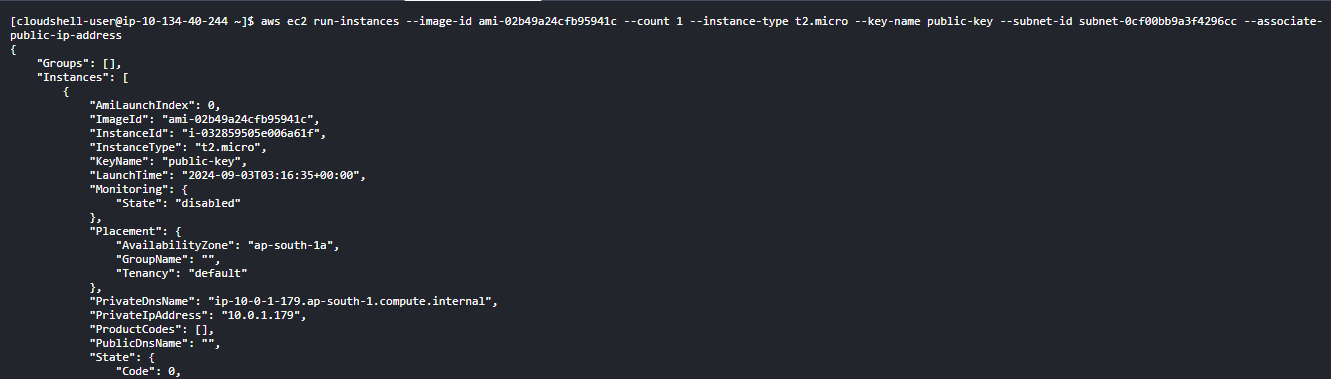 [cloudshell-user@ip-10-134-40-244 ~]$ aws ec2 run-instances --image-id ami-02b49a24cfb95941c --count 1 --instance-type t2.micro --key-name public-key --subnet-id subnet-0cf00bb9a3f4296cc --associate-
public-ip-address
{
    "Groups": [],
    "Instances": [
        {
            "AmiLaunchIndex": 0,
            "ImageId": "ami-02b49a24cfb95941c",
            "InstanceId": "i-032859505e006a61f",
            "InstanceType": "t2.micro",
            "KeyName": "public-key",
            "LaunchTime": "2024-09-03T03:16:35+00:00",
            "Monitoring": {
                "State": "disabled"
            },
            "Placement": {
                "AvailabilityZone": "ap-south-1a",
                "GroupName": "",
                "Tenancy": "default"
            },
            "PrivateDnsName": "ip-10-0-1-179.ap-south-1.compute.internal",
            "PrivateIpAddress": "10.0.1.179",
            "ProductCodes": [],
            "PublicDnsName": "",
            "State": {
                "Code": 0,